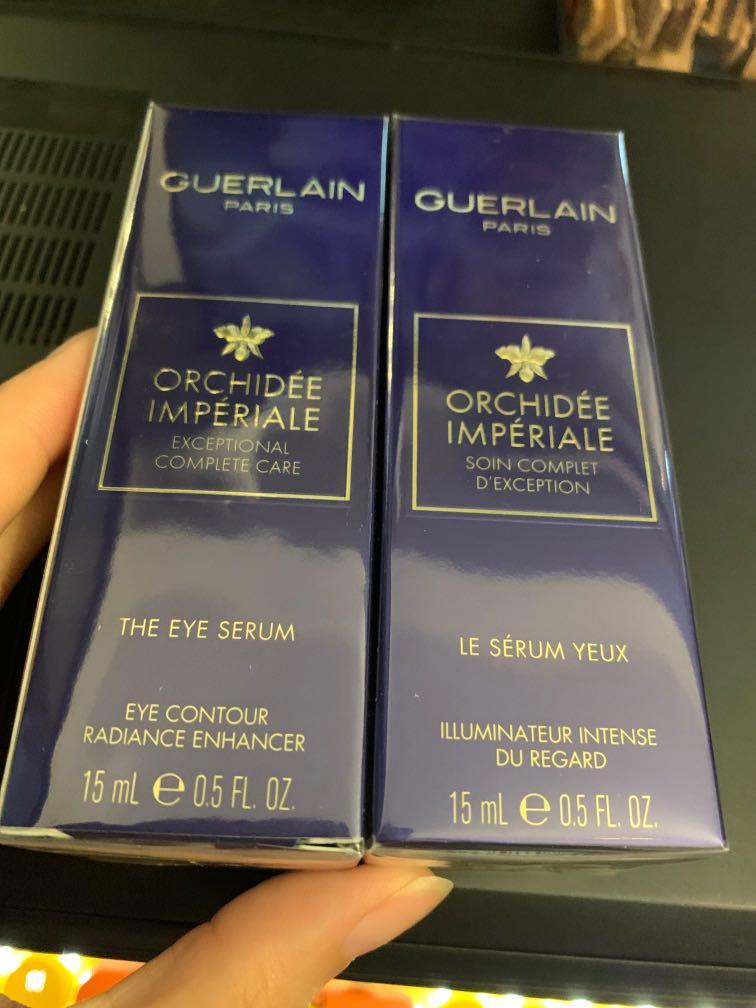 GUERLAIN
PARIS
ORCHIDÉE
IMPÉRIALE
EXCEPTIONAL
COMPLETE CARE
THE EYE SERUM
EYE CONTOUR
RADIANCE ENHANCER
15 mL ℮ 0.5 FL. OZ.
GUERLAIN
PARIS
ORCHIDÉE
IMPÉRIALE
SOIN COMPLET
D'EXCEPTION
LE SÉRUM YEUX
ILLUMINATEUR INTENSE
DU REGARD
15 mL ℮ 0.5 FL. OZ.